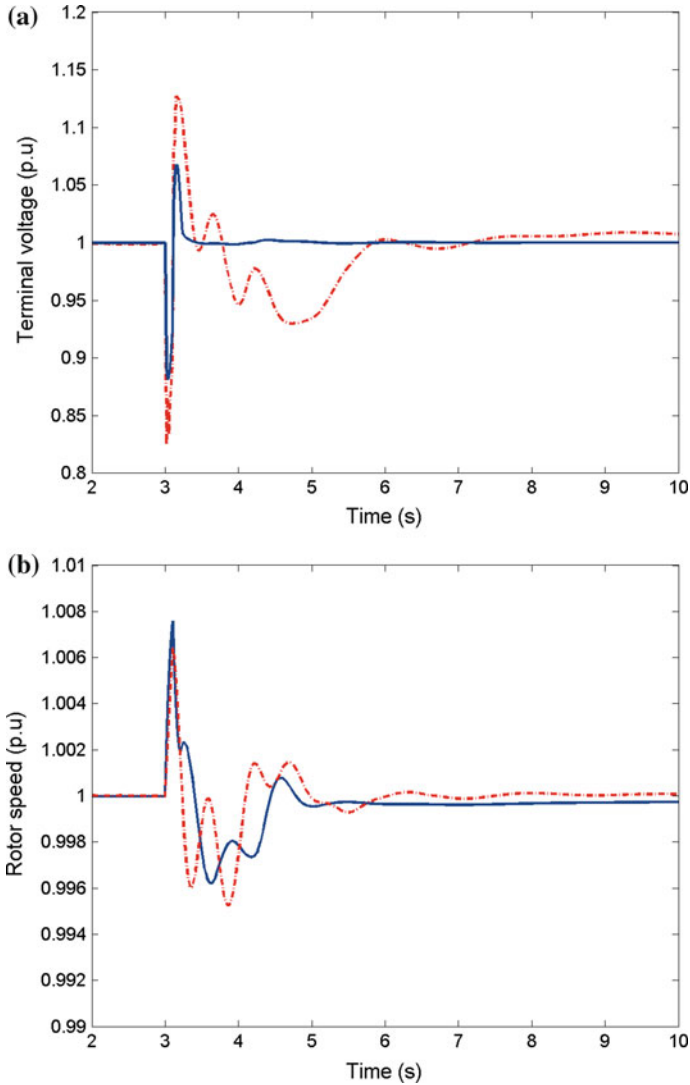 (a)
1.2
1.15
1.1
1.05
1
0.95
0.9
0.85
0.8
Terminal voltage (p.u)
2 3 4 5 6 7 8 9 10
Time (s)
(b)
1.01
1.008
1.006
1.004
1.002
1
0.998
0.996
0.994
0.992
0.99
Rotor speed (p.u)
2 3 4 5 6 7 8 9 10
Time (s)